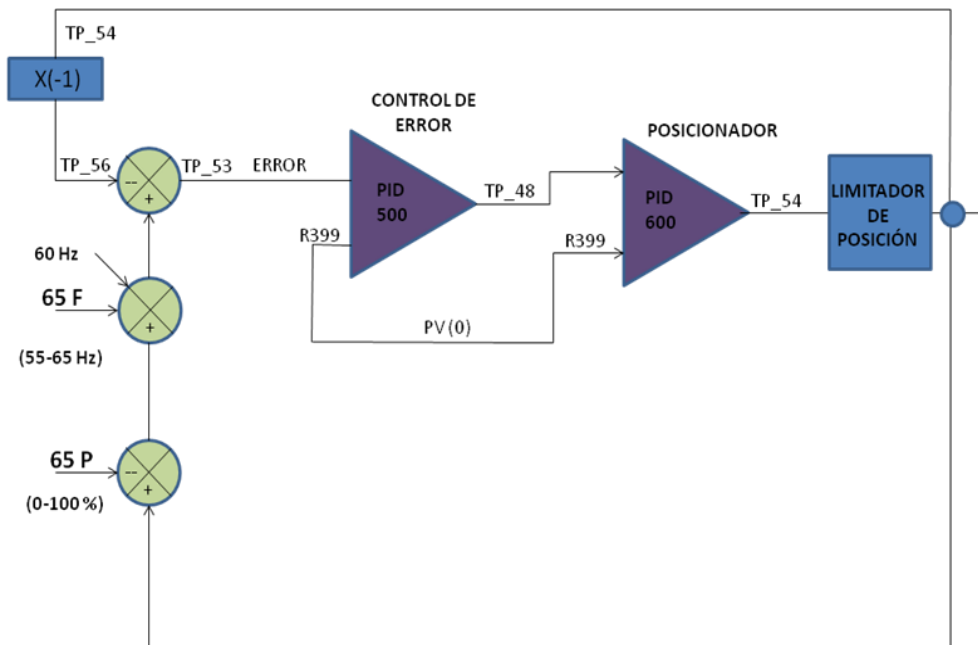 TP_54
X(-1)
TP_56
--
+
TP_53
ERROR
CONTROL DE
ERROR
PID
500
R399
TP_48
POSICIONADOR
PID
600
R399
PV(0)
TP_54
LIMITADOR
DE
POSICIÓN
60 Hz
65 F
+
(55-65 Hz)
65 P
--
+
(0-100%)